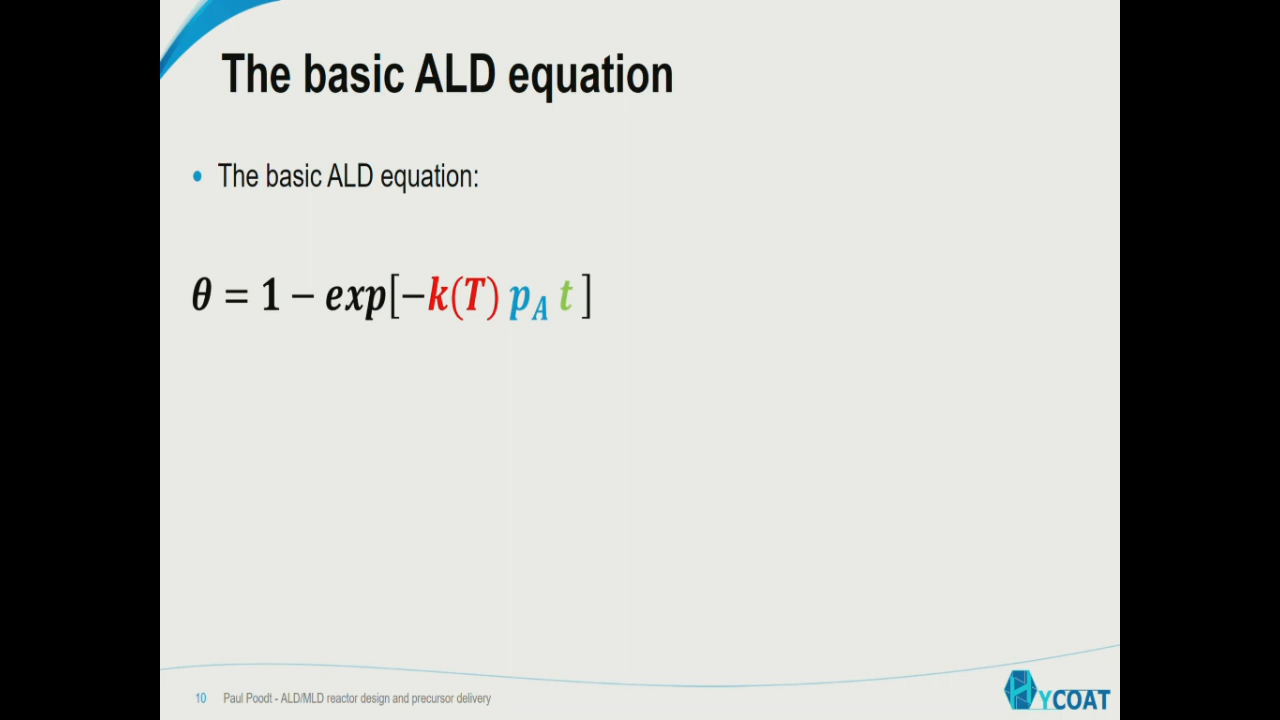 The basic ALD equation
• The basic ALD equation:
θ = 1 − exp[−k(T) p_A t ]
10 Paul Poodt - ALD/MLD reactor design and precursor delivery
HYCOAT